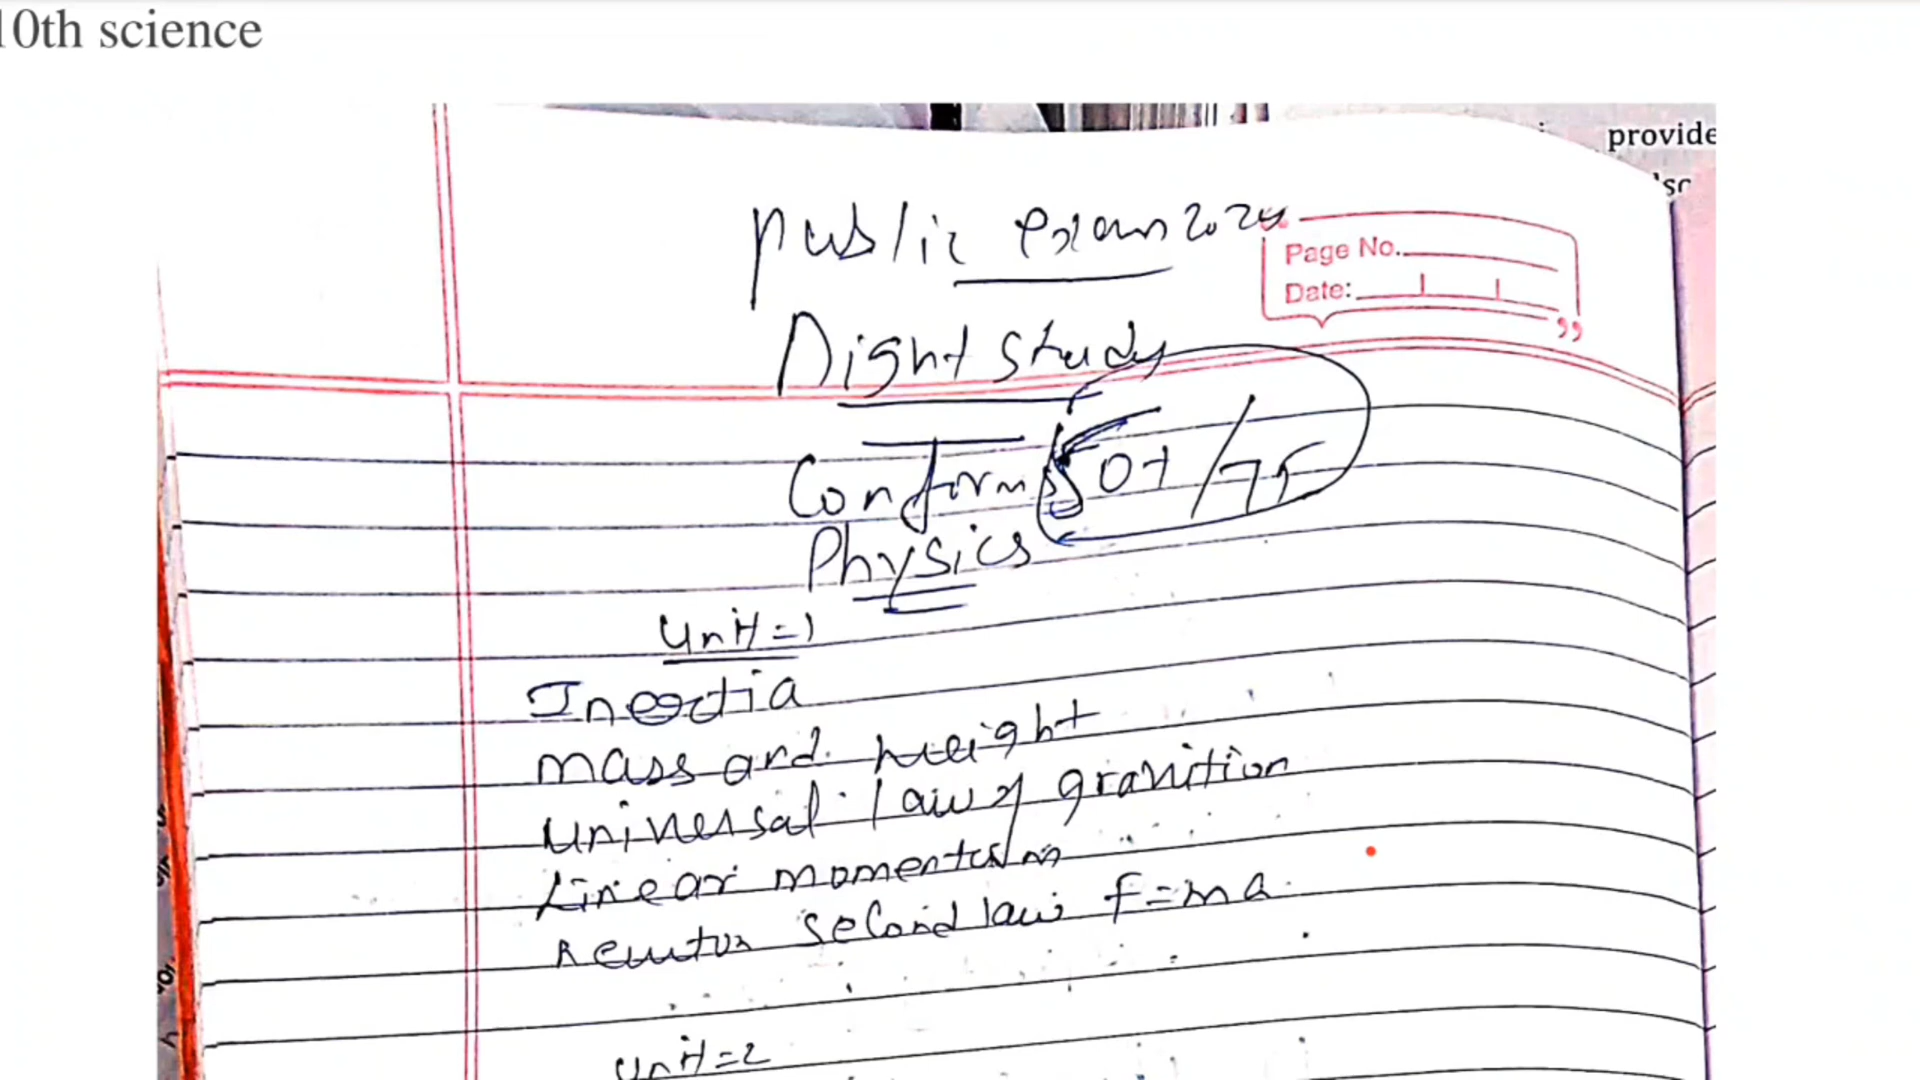 10th science
provide
public exam 2024
Page No.
Date:
Night study
Conform 50+/75
Physics
Unit=1
Inertia
mass and weight
universal law of gravition
Linear momentum
Newton second law F=ma
unit=2